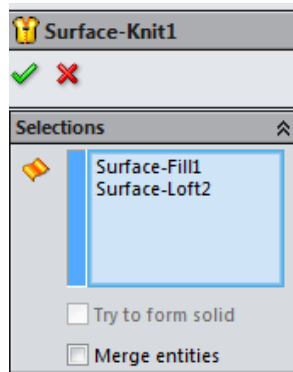 Surface-Knit1
Selections
Surface-Fill1
Surface-Loft2
Try to form solid
Merge entities